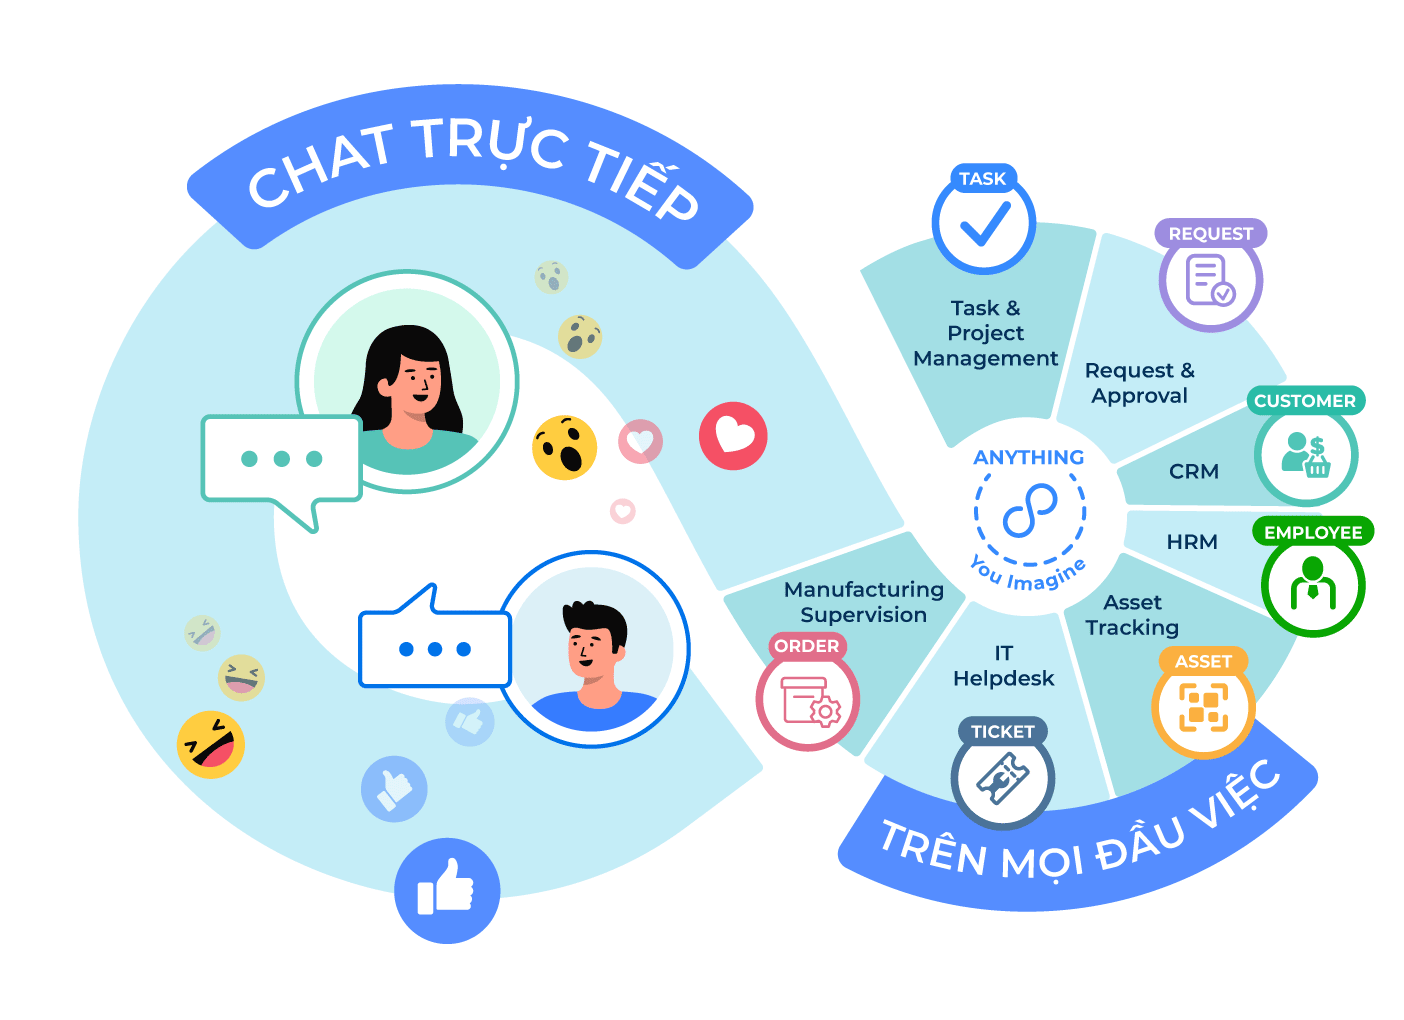 CHAT TRỰC TIẾP
TASK
Task &
Project
Management
REQUEST
Request &
Approval
CUSTOMER
CRM
EMPLOYEE
HRM
ASSET
Asset
Tracking
TICKET
IT
Helpdesk
ORDER
Manufacturing
Supervision
ANYTHING
You Imagine
TRÊN MỌI ĐẦU VIỆC